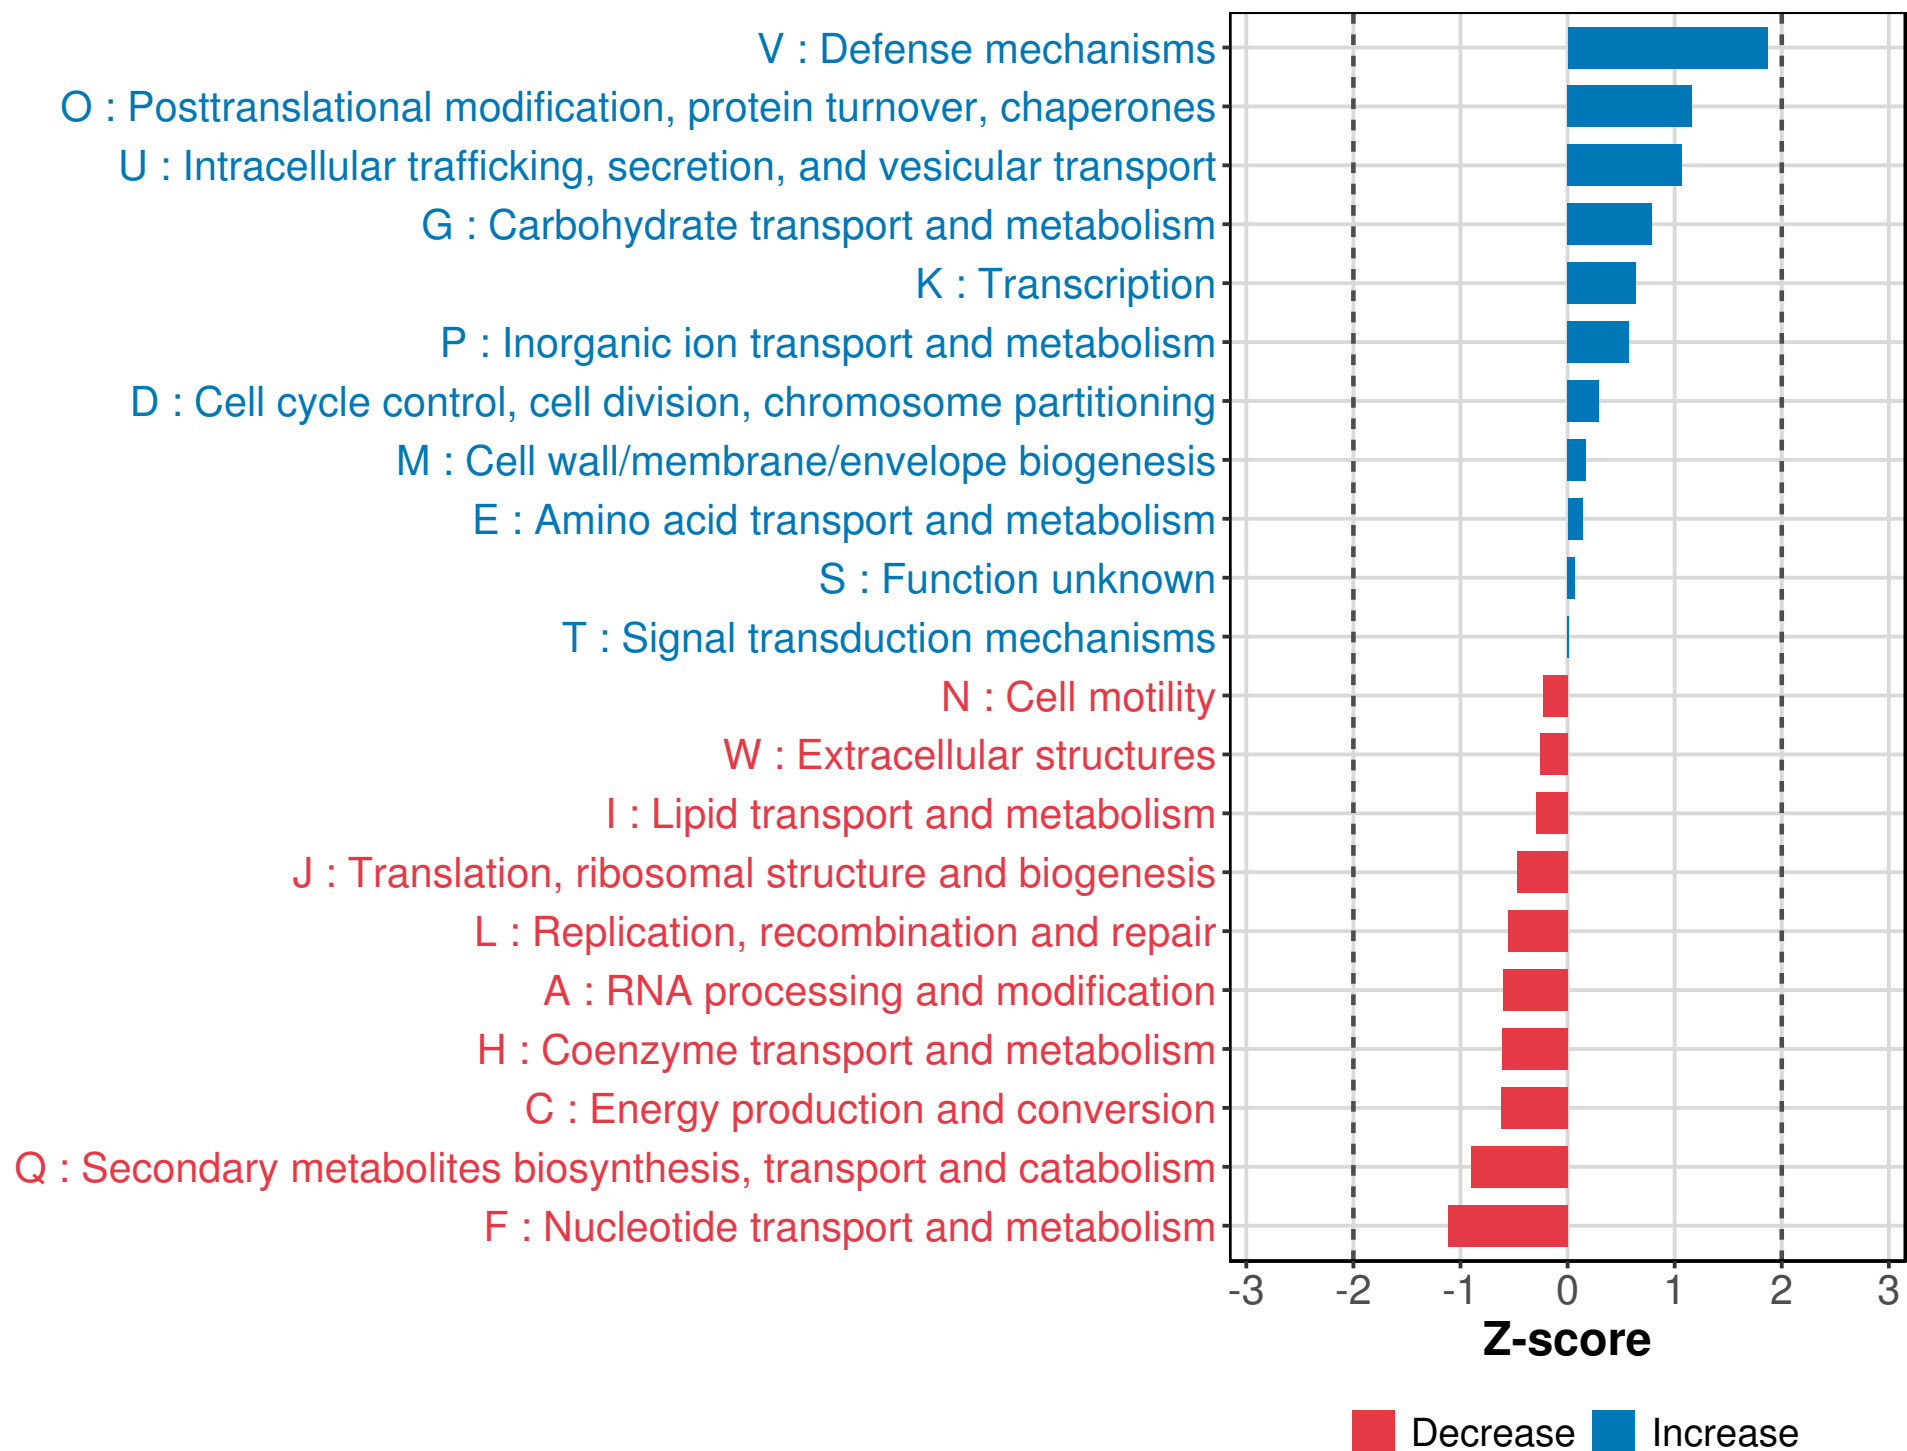 V : Defense mechanisms
O : Posttranslational modification, protein turnover, chaperones
U : Intracellular trafficking, secretion, and vesicular transport
G : Carbohydrate transport and metabolism
K : Transcription
P : Inorganic ion transport and metabolism
D : Cell cycle control, cell division, chromosome partitioning
M : Cell wall/membrane/envelope biogenesis
E : Amino acid transport and metabolism
S : Function unknown
T : Signal transduction mechanisms
N : Cell motility
W : Extracellular structures
I : Lipid transport and metabolism
J : Translation, ribosomal structure and biogenesis
L : Replication, recombination and repair
A : RNA processing and modification
H : Coenzyme transport and metabolism
C : Energy production and conversion
Q : Secondary metabolites biosynthesis, transport and catabolism
F : Nucleotide transport and metabolism
-3 -2 -1 0 1 2 3
Z-score
Decrease Increase